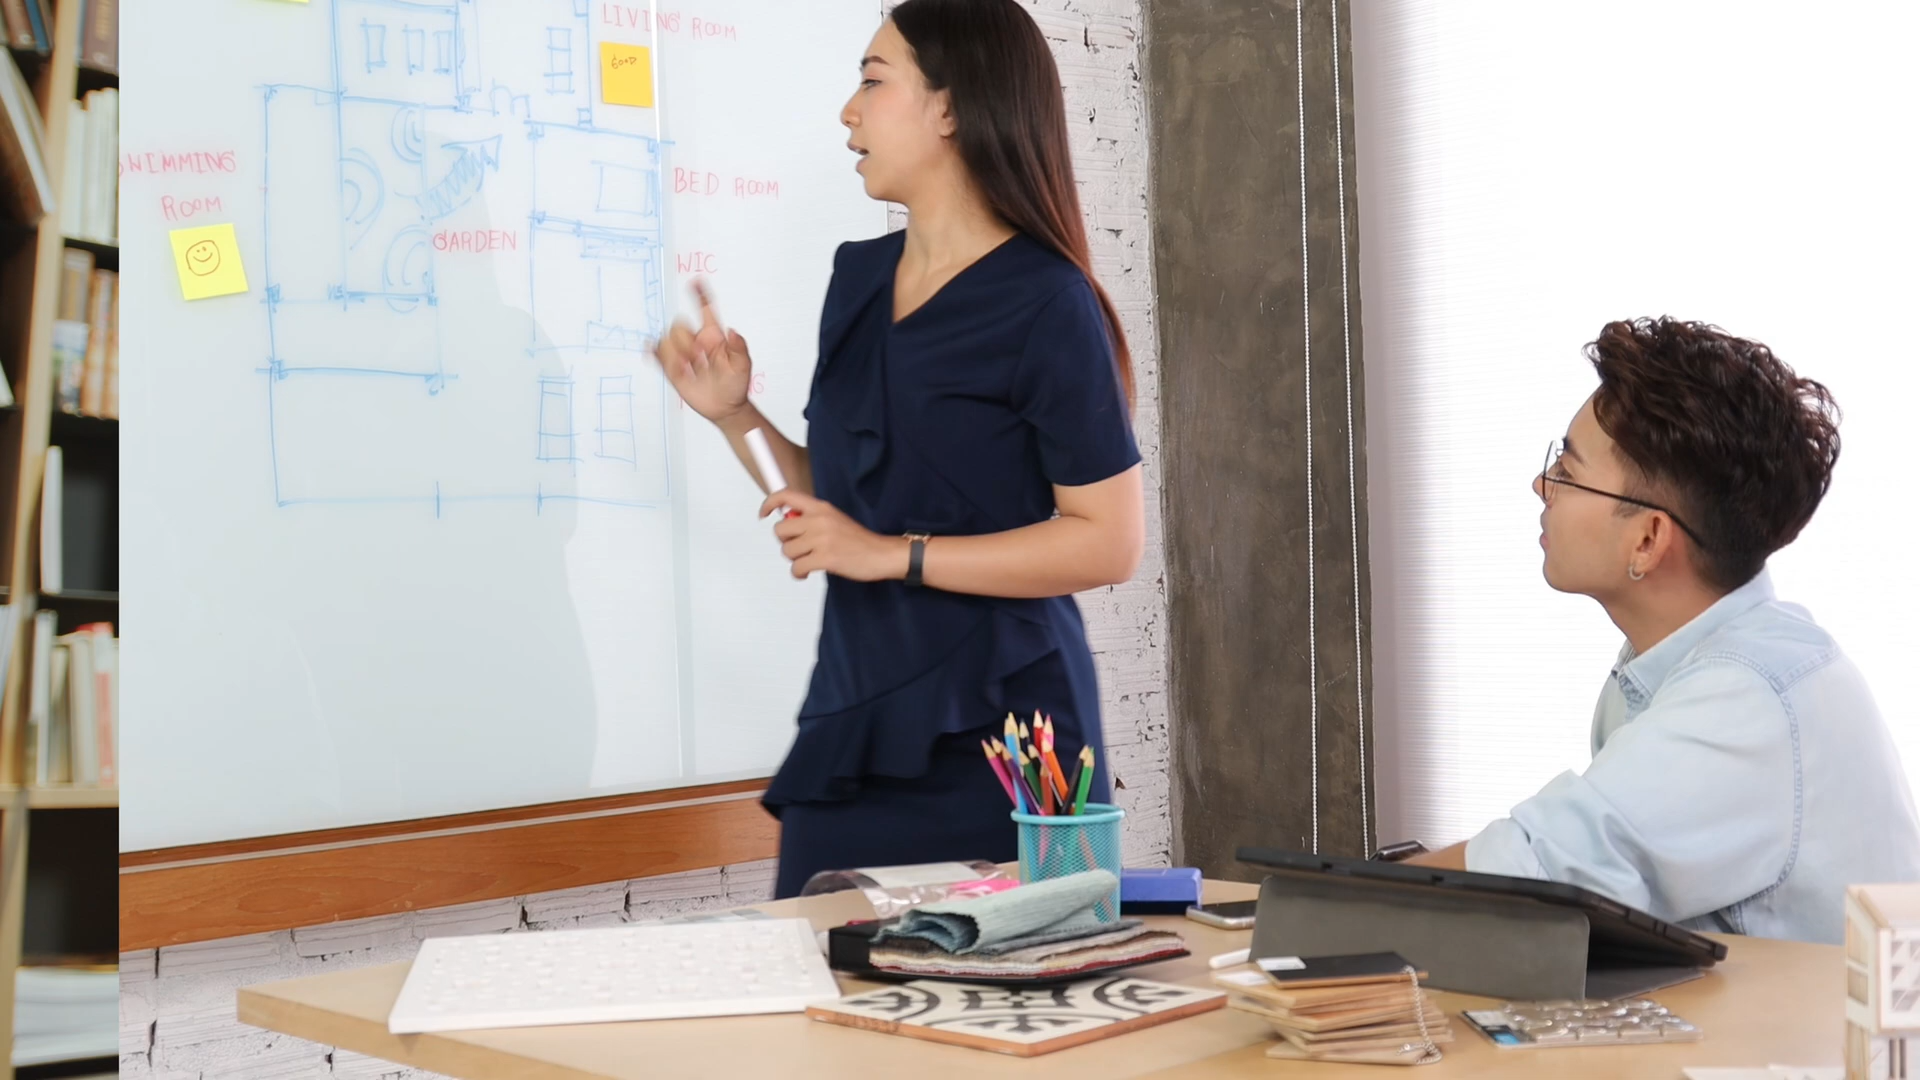 LIVING ROOM
GOOD
SWIMMING
ROOM
BED ROOM
GARDEN
WIC